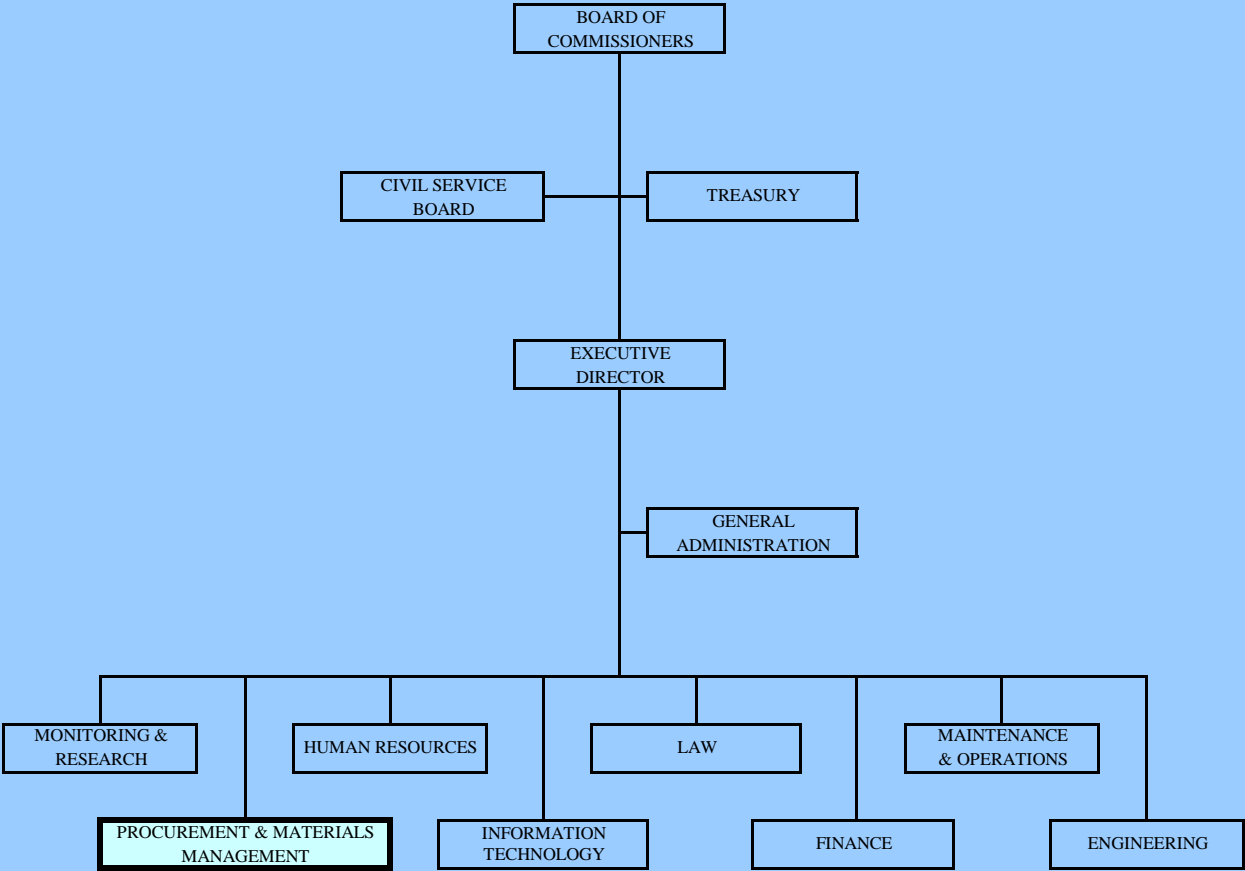 BOARD OF
COMMISSIONERS
CIVIL SERVICE
BOARD
TREASURY
EXECUTIVE
DIRECTOR
GENERAL
ADMINISTRATION
MONITORING &
RESEARCH
HUMAN RESOURCES
LAW
MAINTENANCE
& OPERATIONS
PROCUREMENT & MATERIALS
MANAGEMENT
INFORMATION
TECHNOLOGY
FINANCE
ENGINEERING